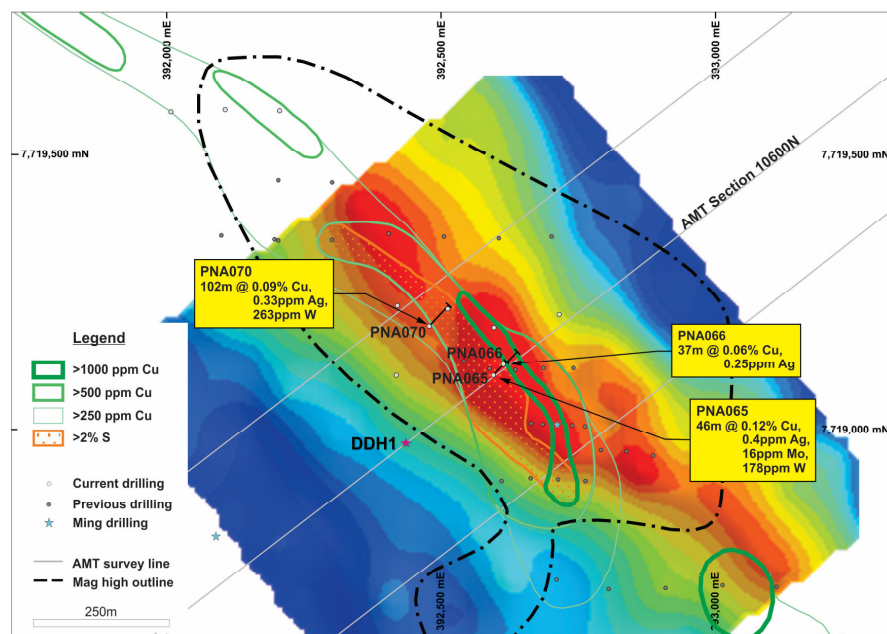 392,000 mE
392,500 mE
393,000 mE
7,719,500 mN
7,719,500 mN
AMT Section 10600N
PNA070
102m @ 0.09% Cu,
0.33ppm Ag,
263ppm W
PNA070
PNA066
PNA065
PNA066
37m @ 0.06% Cu,
0.25ppm Ag
PNA065
46m @ 0.12% Cu,
0.4ppm Ag,
16ppm Mo,
178ppm W
7,719,000 mN
DDH1
Legend
>1000 ppm Cu
>500 ppm Cu
>250 ppm Cu
>2% S
Current drilling
Previous drilling
Ming drilling
AMT survey line
Mag high outline
250m
392,500 mE
393,000 mE